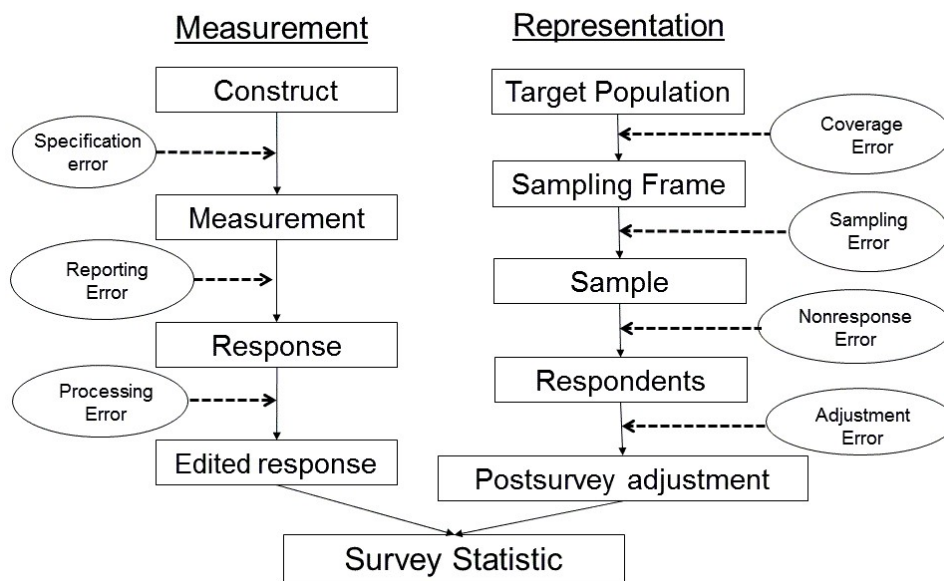 Measurement
Representation
Construct
Target Population
Specification
error
Coverage
Error
Measurement
Sampling Frame
Reporting
Error
Sampling
Error
Sample
Response
Nonresponse
Error
Respondents
Processing
Error
Adjustment
Error
Edited response
Postsurvey adjustment
Survey Statistic